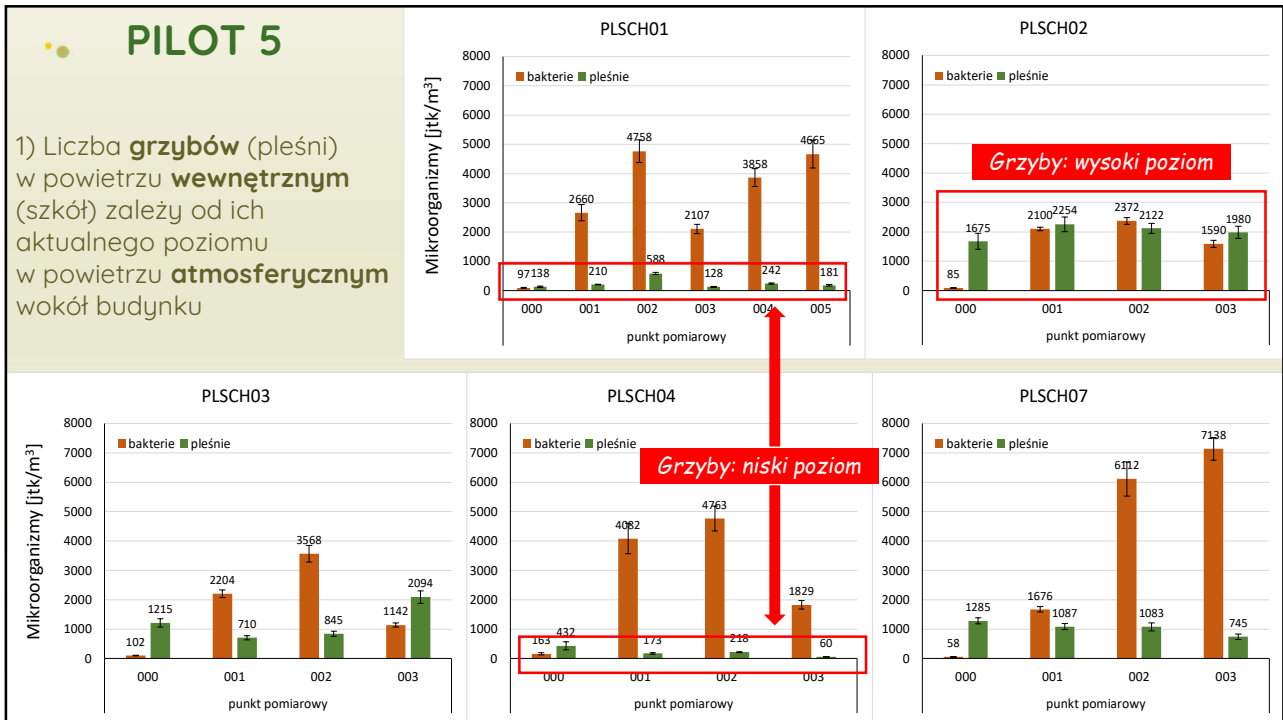 PILOT 5
1) Liczba grzybów (pleśni)
w powietrzu wewnętrznym
(szkół) zależy od ich
aktualnego poziomu
w powietrzu atmosferycznym
wokół budynku
PLSCH01
Mikroorganizmy [jtk/m³]
8000
7000
6000
5000
4000
3000
2000
1000
0
bakterie pleśnie
97 138
2660 210
4758 588
2107 128
3858 242
4665 181
000 001 002 003 004 005
punkt pomiarowy
PLSCH02
8000
7000
6000
5000
4000
3000
2000
1000
0
bakterie pleśnie
Grzyby: wysoki poziom
85 1675
2100 2254
2372 2122
1590 1980
000 001 002 003
punkt pomiarowy
PLSCH03
Mikroorganizmy [jtk/m³]
8000
7000
6000
5000
4000
3000
2000
1000
0
bakterie pleśnie
102 1215
2204 710
3568 845
1142 2094
000 001 002 003
punkt pomiarowy
PLSCH04
8000
7000
6000
5000
4000
3000
2000
1000
0
bakterie pleśnie
Grzyby: niski poziom
163 432
4082 173
4763 218
1829 60
000 001 002 003
punkt pomiarowy
PLSCH07
8000
7000
6000
5000
4000
3000
2000
1000
0
bakterie pleśnie
58 1285
1676 1087
6112 1083
7138 745
000 001 002 003
punkt pomiarowy